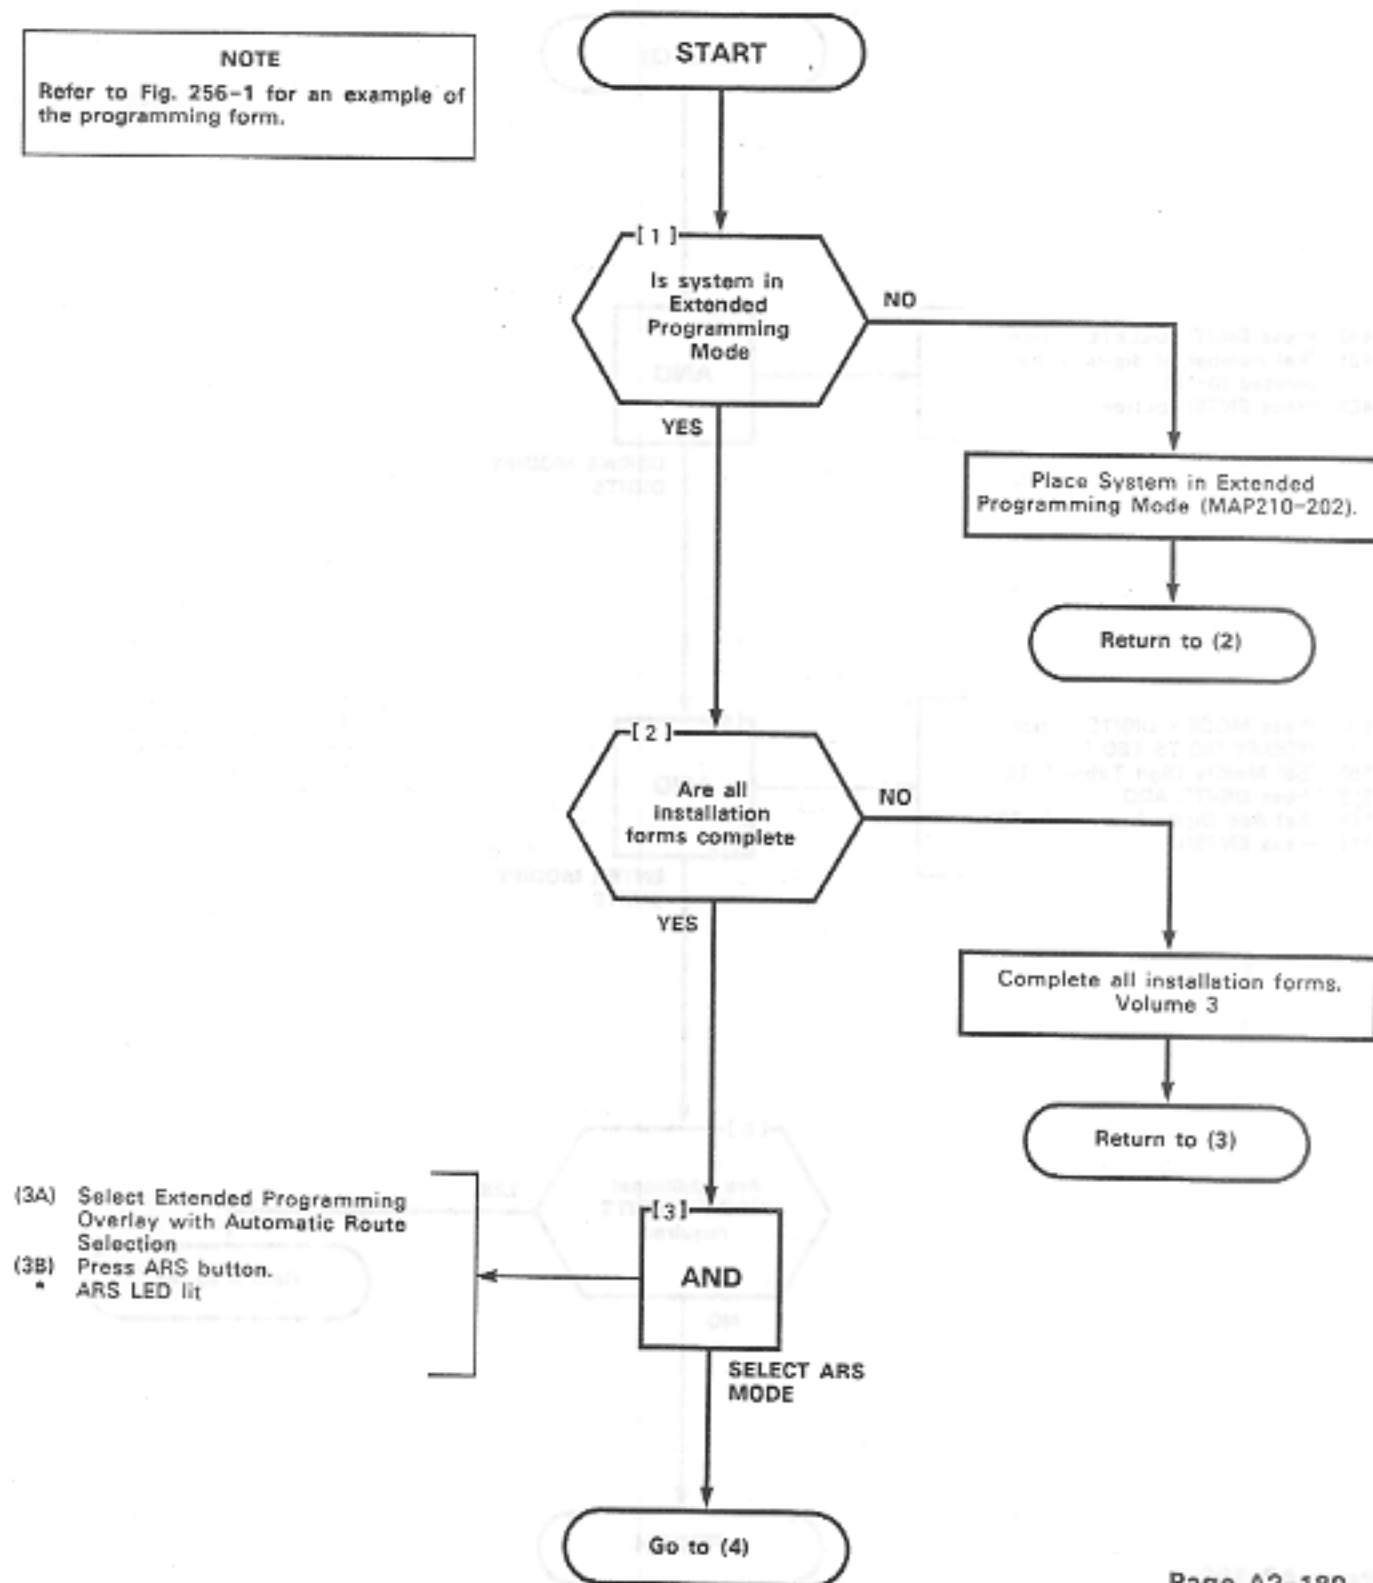 START
NOTE
Refer to Fig. 256-1 for an example of
the programming form.
[ 1 ]
Is system in
Extended
Programming
Mode
NO
YES
Place System in Extended
Programming Mode (MAP210-202).
Return to (2)
[ 2 ]
Are all
installation
forms complete
NO
YES
Complete all installation forms.
Volume 3
Return to (3)
(3A) Select Extended Programming
Overlay with Automatic Route
Selection
(3B) Press ARS button.
* ARS LED lit
[3]
AND
SELECT ARS
MODE
Go to (4)
Page A2-189